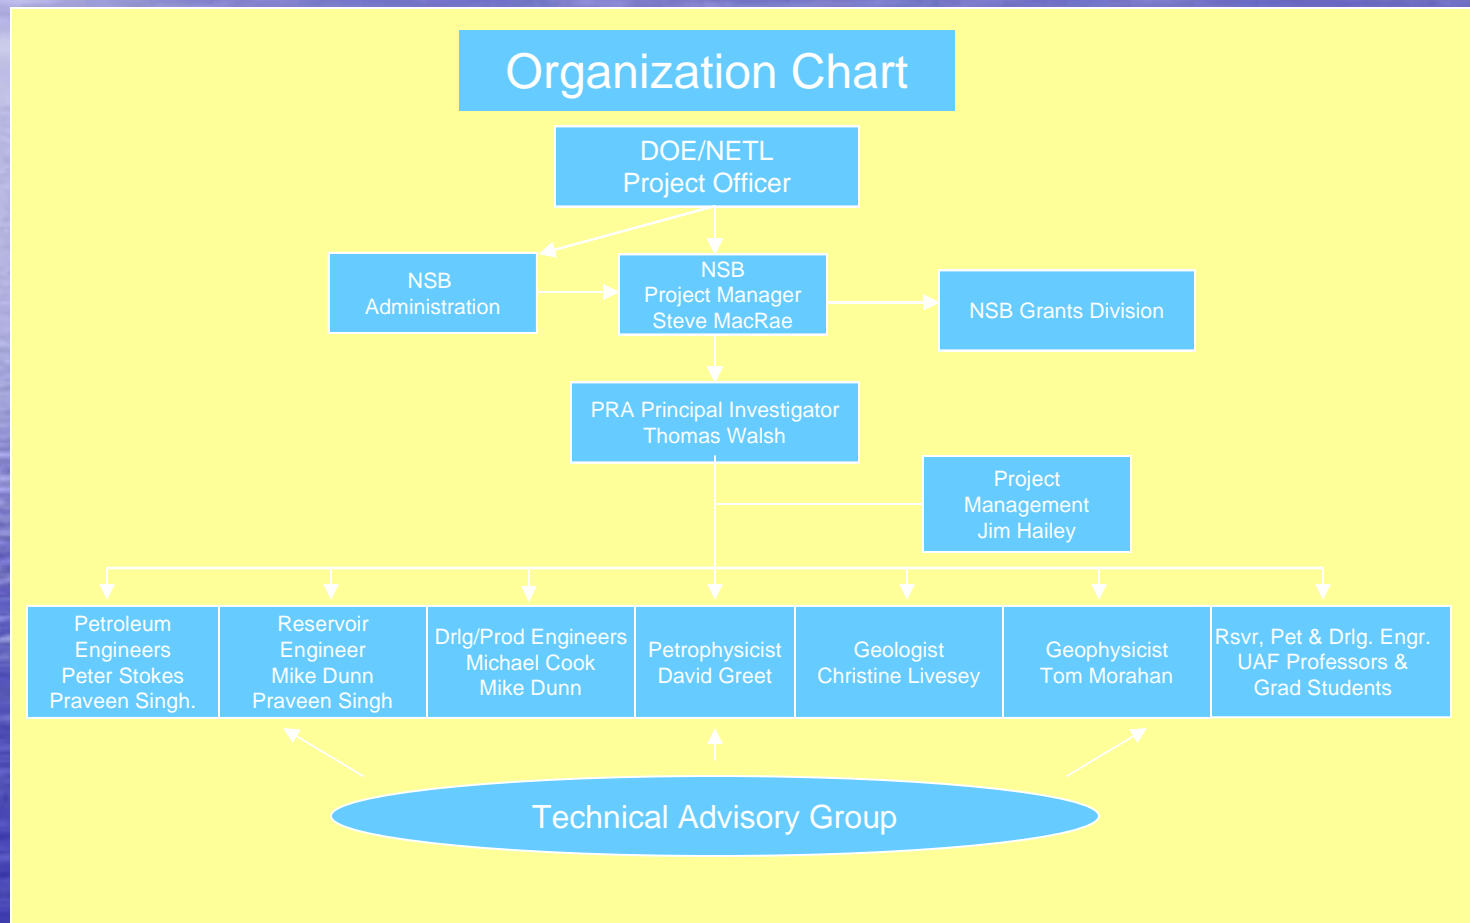 Organization Chart
DOE/NETL
Project Officer
NSB
Administration
NSB
Project Manager
Steve MacRae
NSB Grants Division
PRA Principal Investigator
Thomas Walsh
Project
Management
Jim Hailey
Petroleum
Engineers
Peter Stokes
Praveen Singh.
Reservoir
Engineer
Mike Dunn
Praveen Singh
Drlg/Prod Engineers
Michael Cook
Mike Dunn
Petrophysicist
David Greet
Geologist
Christine Livesey
Geophysicist
Tom Morahan
Rsvr, Pet & Drlg. Engr.
UAF Professors &
Grad Students
Technical Advisory Group